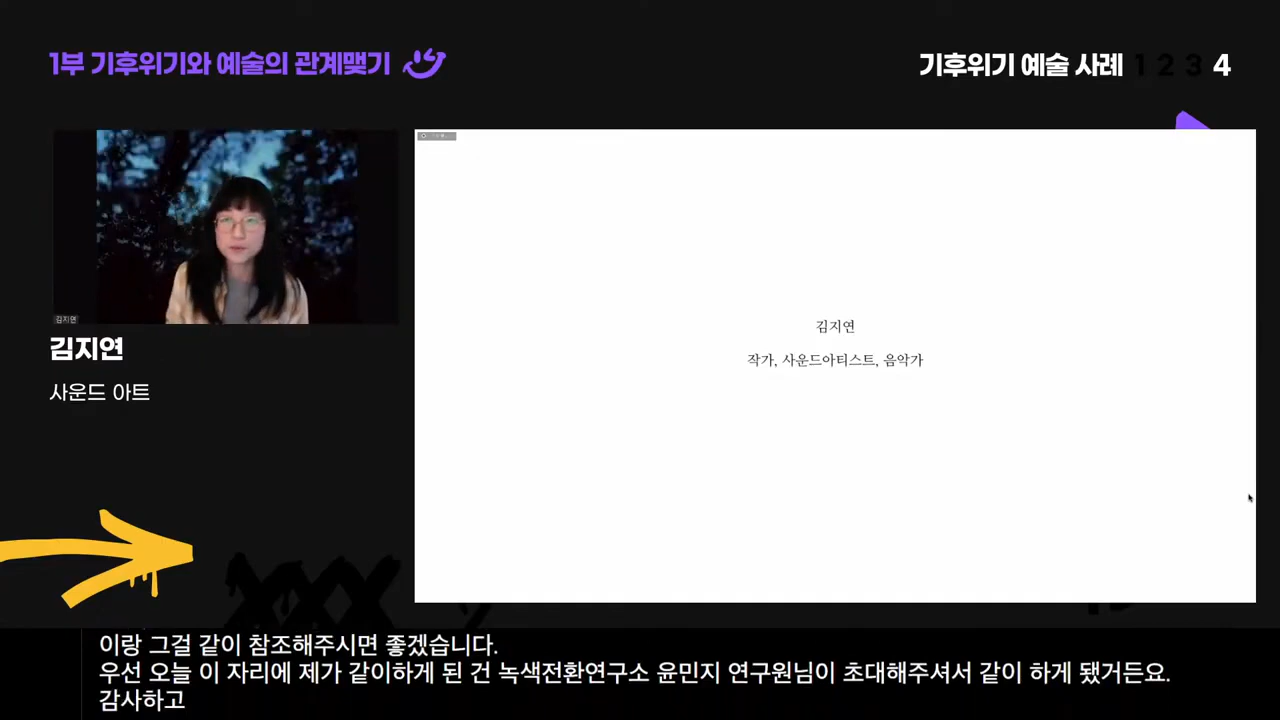 1부 기후위기와 예술의 관계맺기
기후위기 예술 사례 1 2 3 4
김지연
김지연
사운드 아트
김지연
작가, 사운드아티스트, 음악가
이랑 그걸 같이 참조해주시면 좋겠습니다.
우선 오늘 이 자리에 제가 같이하게 된 건 녹색전환연구소 윤민지 연구원님이 초대해주셔서 같이 하게 됐거든요.
감사하고